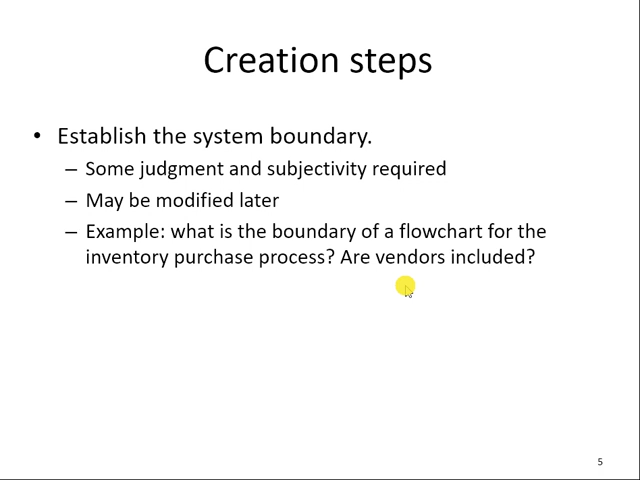 Creation steps
• Establish the system boundary.
– Some judgment and subjectivity required
– May be modified later
– Example: what is the boundary of a flowchart for the
inventory purchase process? Are vendors included?
5